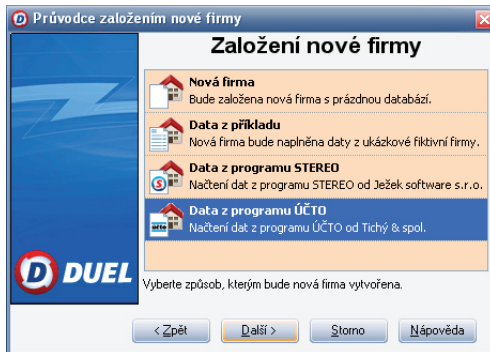 Průvodce založením nové firmy
Založení nové firmy
Nová firma
Bude založena nová firma s prázdnou databází.
Data z příkladu
Nová firma bude naplněna daty z ukázkové fiktivní firmy.
Data z programu STEREO
Načtení dat z programu STEREO od Ježek software s.r.o.
Data z programu ÚČTO
Načtení dat z programu ÚČTO od Tichý & spol.
DUEL
Vyberte způsob, kterým bude nová firma vytvořena.
< Zpět Další > Storno Nápověda